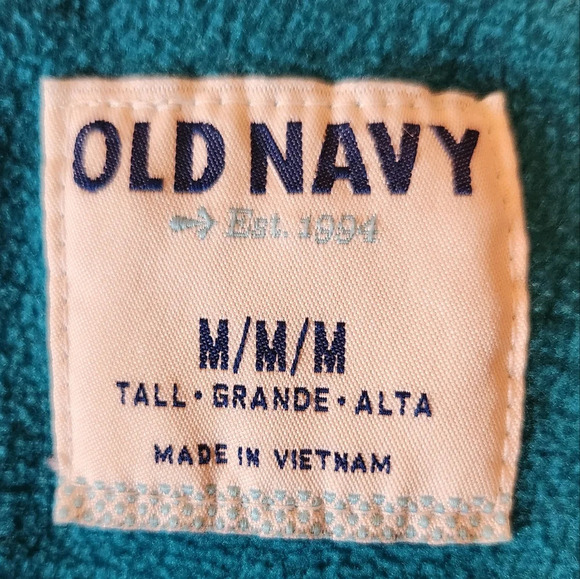 OLD NAVY
Est. 1994
M/M/M
TALL • GRANDE • ALTA
MADE IN VIETNAM